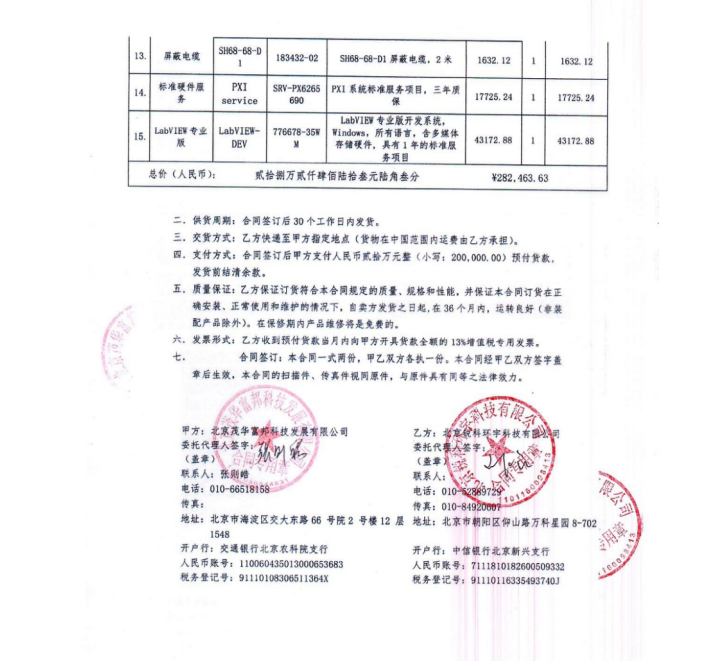 13. 屏蔽电缆 SH68-68-D1 183432-02 SH68-68-D1 屏蔽电缆, 2 米 1632.12 1 1632.12
14. 标准硬件服务 PXI service SRV-PX6265690 PXI 系统标准服务项目, 三年质保 17725.24 1 17725.24
15. LabVIEW 专业版 LabVIEW-DEV 776678-35WM LabVIEW 专业版开发系统, Windows, 所有语言, 含多媒体存储硬件, 具有 1 年的标准服务项目 43172.88 1 43172.88
总价（人民币）： 贰拾捌万贰仟肆佰陆拾叁元陆角叁分 ¥282,463.63
二、供货周期：合同签订后 30 个工作日内发货。
三、交货方式：乙方快递至甲方指定地点（货物在中国范围内运费由乙方承担）。
四、支付方式：合同签订后甲方支付人民币贰拾万元整（小写：200,000.00）预付货款，
发货前结清余款。
五、质量保证：乙方保证订货符合本合同规定的质量、规格和性能，并保证本合同订货在正
确安装、正常使用和维护的情况下，自卖方发货之日起，在 36 个月内，运转良好（非装
配产品除外）。在保修期内产品维修将是免费的。
六、发票形式：乙方收到预付货款当月内向甲方开具货款全额的 13%增值税专用发票。
七、 合同签订：本合同一式两份，甲乙双方各执一份。本合同经甲乙双方签字盖
章后生效，本合同的扫描件、传真件视同原件，与原件具有同等之法律效力。
甲方：北京茂华富邦科技发展有限公司
委托代理人签字：
（盖章）
联系人：张刚皓
电话：010-66518158
传真：
地址：北京市海淀区交大东路 66 号院 2 号楼 12 层
1548
开户行：交通银行北京农科院支行
人民币账号：110060435013000653683
税务登记号：91110108306511364X
乙方：北京锐科环宇科技有限公司
委托代理人签字：
（盖章）
联系人：
电话：010-52889729
传真：010-84920607
地址：北京市朝阳区仰山路万科星园 8-702
开户行：中信银行北京新兴支行
人民币账号：7111810182600509332
税务登记号：91110116335493740J
合同专用章